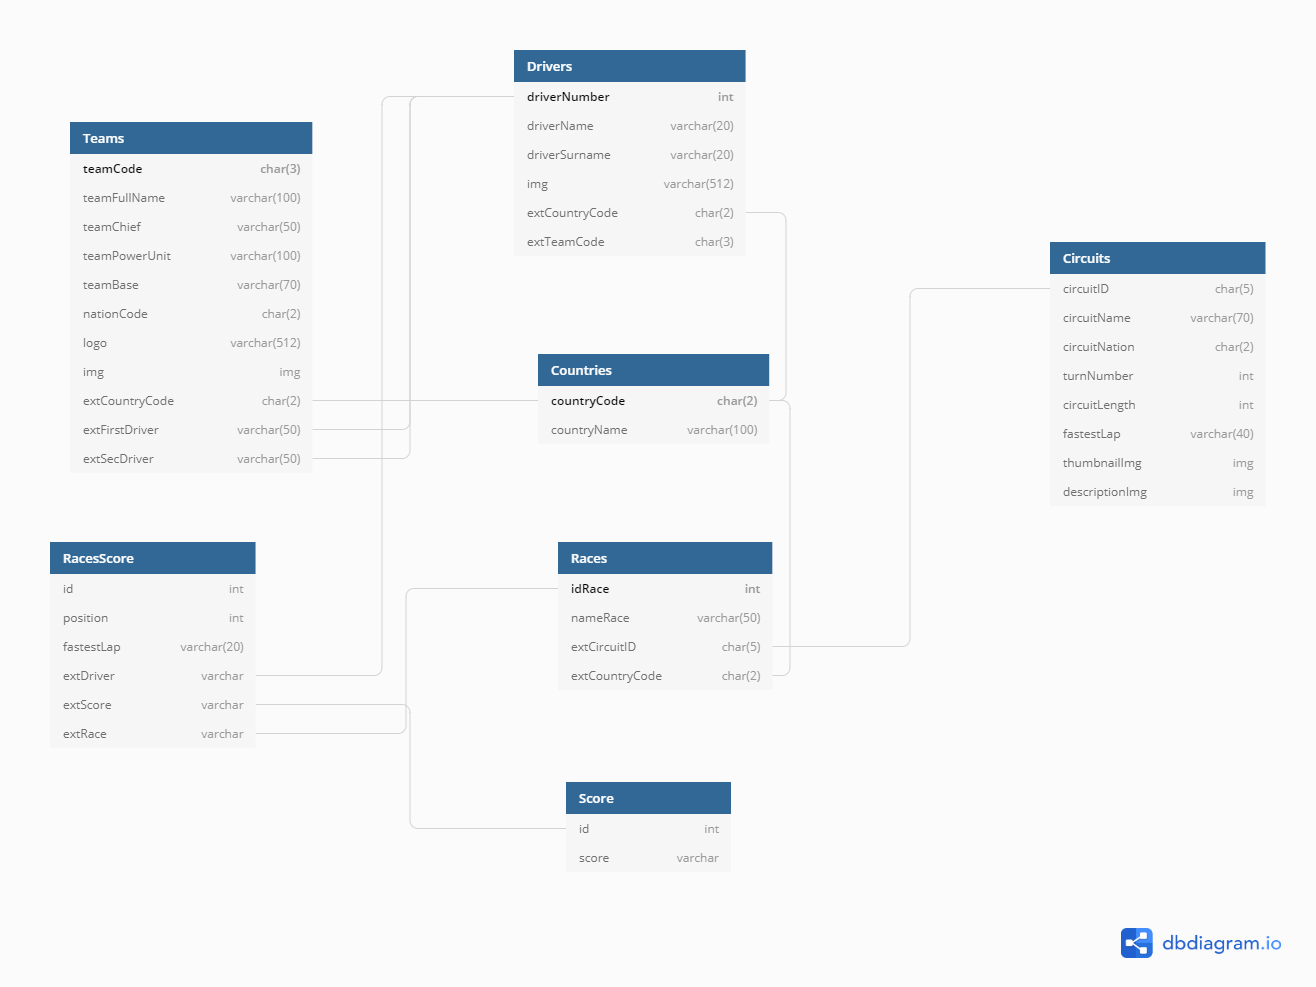 Drivers
driverNumber int
driverName varchar(20)
driverSurname varchar(20)
img varchar(512)
extCountryCode char(2)
extTeamCode char(3)
Teams
teamCode char(3)
teamFullName varchar(100)
teamChief varchar(50)
teamPowerUnit varchar(100)
teamBase varchar(70)
nationCode char(2)
logo varchar(512)
img img
extCountryCode char(2)
extFirstDriver varchar(50)
extSecDriver varchar(50)
Circuits
circuitID char(5)
circuitName varchar(70)
circuitNation char(2)
turnNumber int
circuitLength int
fastestLap varchar(40)
thumbnailImg img
descriptionImg img
Countries
countryCode char(2)
countryName varchar(100)
RacesScore
id int
position int
fastestLap varchar(20)
extDriver varchar
extScore varchar
extRace varchar
Races
idRace int
nameRace varchar(50)
extCircuitID char(5)
extCountryCode char(2)
Score
id int
score varchar
dbdiagram.io